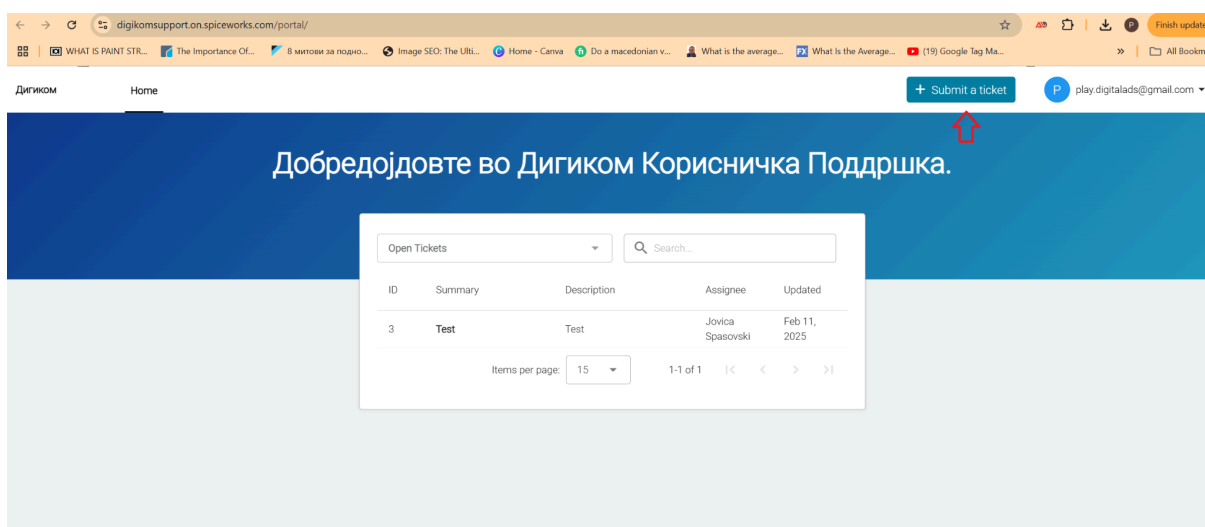 digikomsupport.on.spiceworks.com/portal/
Finish update
WHAT IS PAINT STR... The Importance Of... 8 митови за подно... Image SEO: The Ulti... Home - Canva Do a macedonian v... What is the average... What Is the Average... (19) Google Tag Ma... » All Bookm
Дигиком Home + Submit a ticket P play.digitalads@gmail.com
Добредојдовте во Дигиком Корисничка Поддршка.
Open Tickets Search...
ID Summary Description Assignee Updated
3 Test Test Jovica Spasovski Feb 11, 2025
Items per page: 15 1-1 of 1